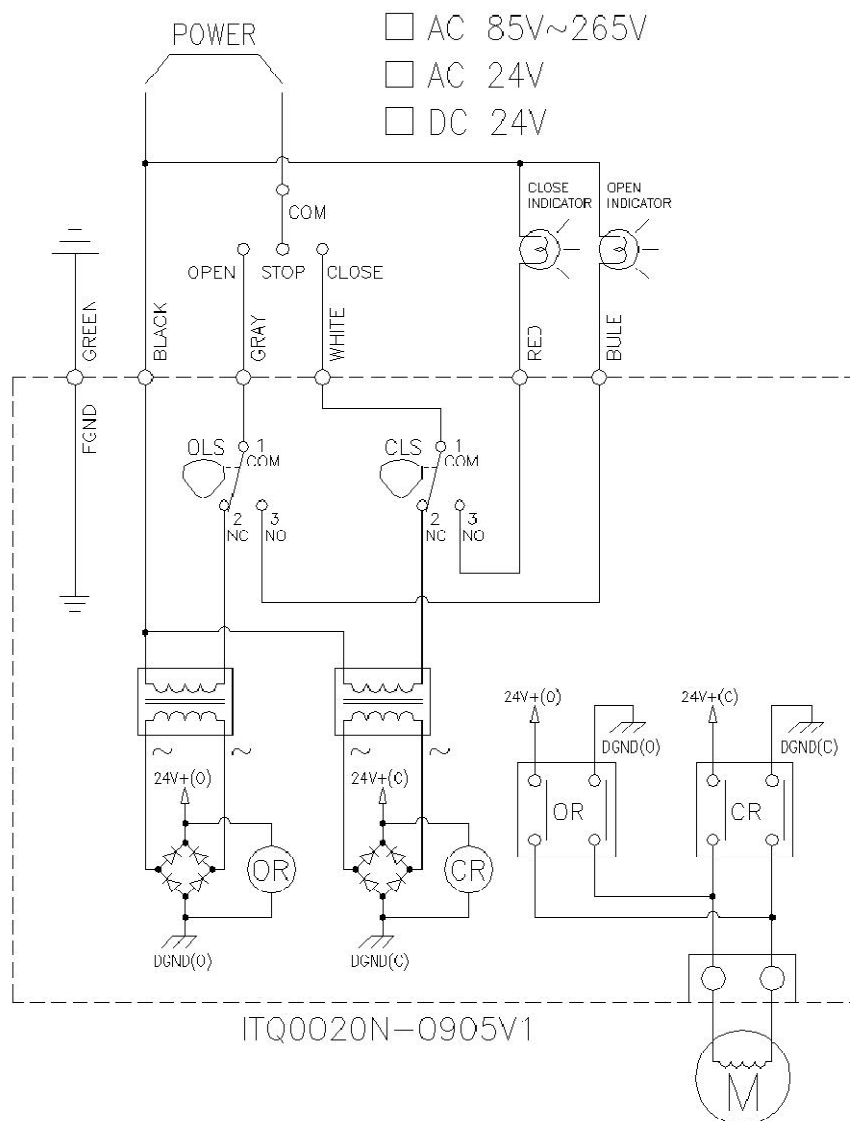 POWER
AC 85V~265V
AC 24V
DC 24V
COM
OPEN STOP CLOSE
CLOSE
INDICATOR
OPEN
INDICATOR
GREEN
BLACK
GRAY
WHITE
RED
BULE
FGND
OLS
1
COM
2
NC
3
NO
CLS
1
COM
2
NC
3
NO
~ ~
~ ~
24V+(O)
24V+(C)
OR
CR
DGND(O)
DGND(C)
24V+(O)
DGND(O)
OR
24V+(C)
DGND(C)
CR
M
ITQ0020N-0905V1